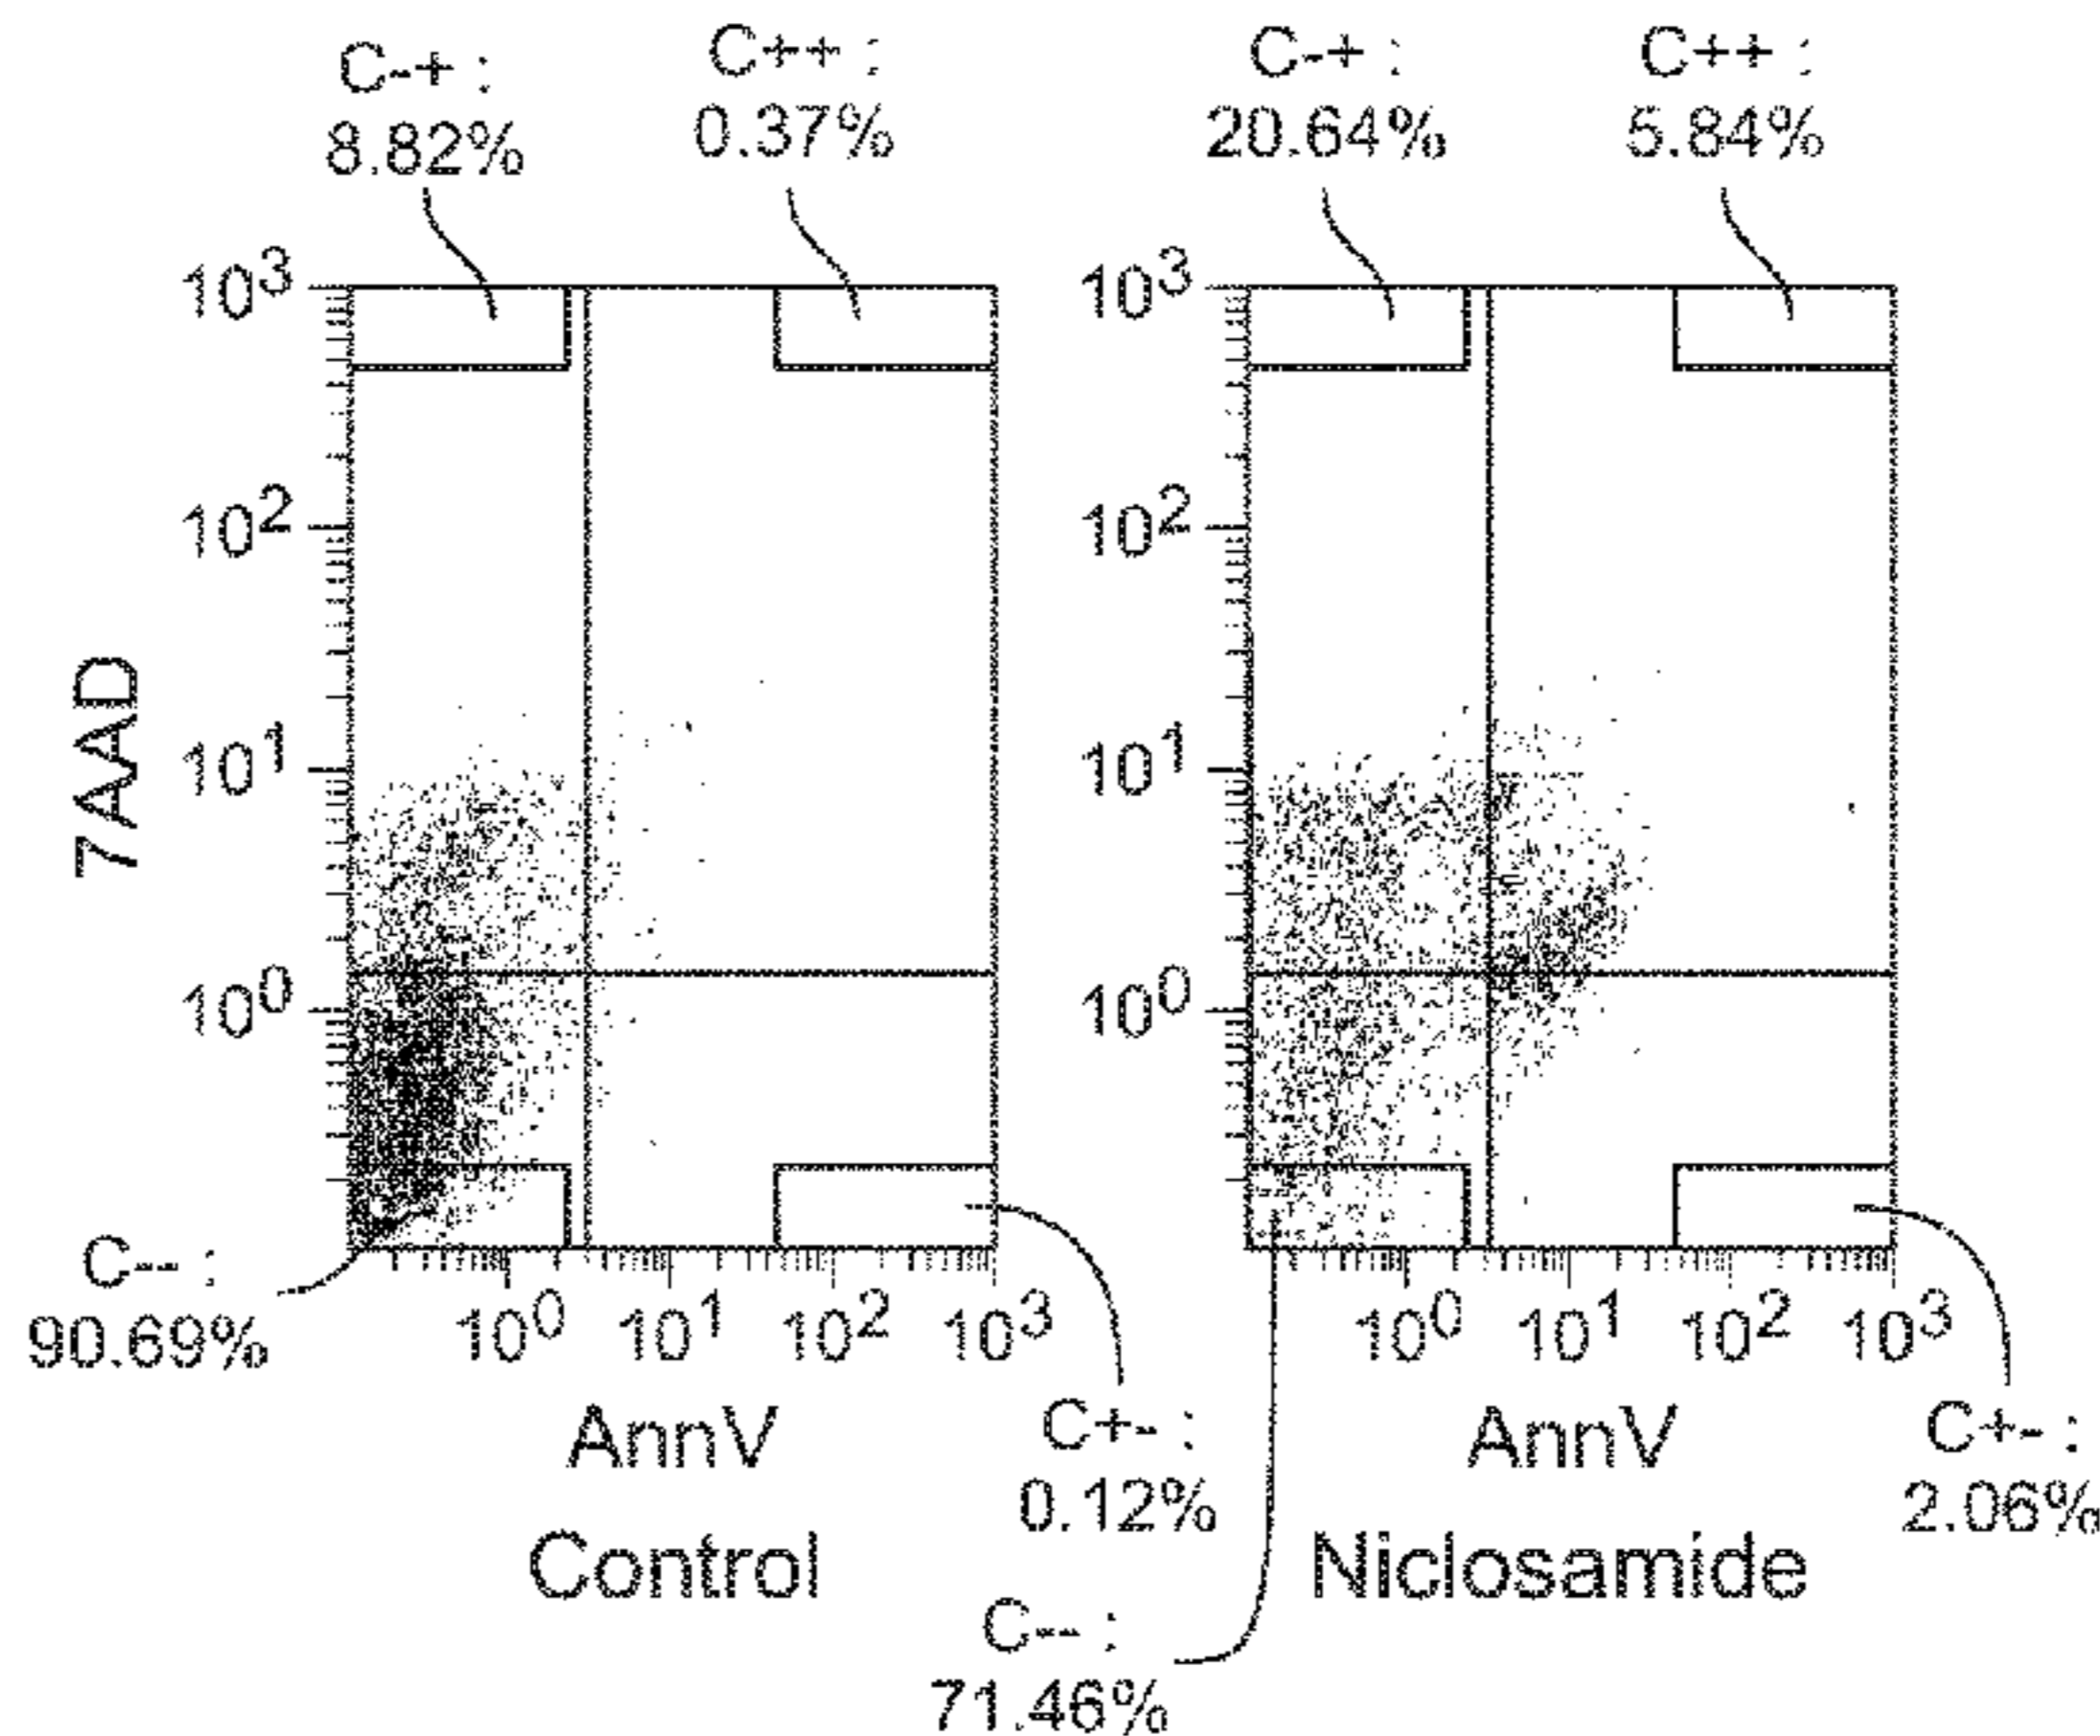 C-+ :
8.82%
C++ :
0.37%
C-+ :
20.64%
C++ :
5.84%
7AAD
10³
10²
10¹
10⁰
10³
10²
10¹
10⁰
C-- :
90.69%
10⁰ 10¹ 10² 10³
10⁰ 10¹ 10² 10³
AnnV
Control
C+- :
0.12%
AnnV
Niclosamide
C+- :
2.06%
C-- :
71.46%